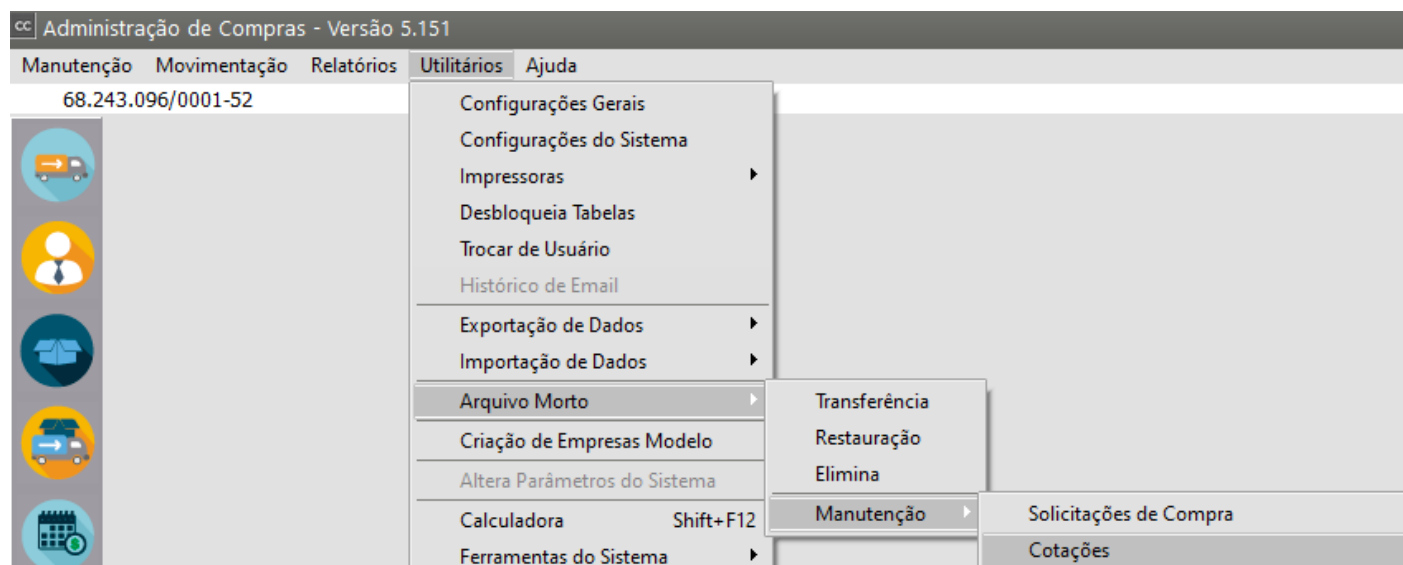 cc Administração de Compras - Versão 5.151
Manutenção Movimentação Relatórios Utilitários Ajuda
68.243.096/0001-52
Configurações Gerais
Configurações do Sistema
Impressoras
Desbloqueia Tabelas
Trocar de Usuário
Histórico de Email
Exportação de Dados
Importação de Dados
Arquivo Morto
Criação de Empresas Modelo
Altera Parâmetros do Sistema
Calculadora Shift+F12
Ferramentas do Sistema
Transferência
Restauração
Elimina
Manutenção
Solicitações de Compra
Cotações